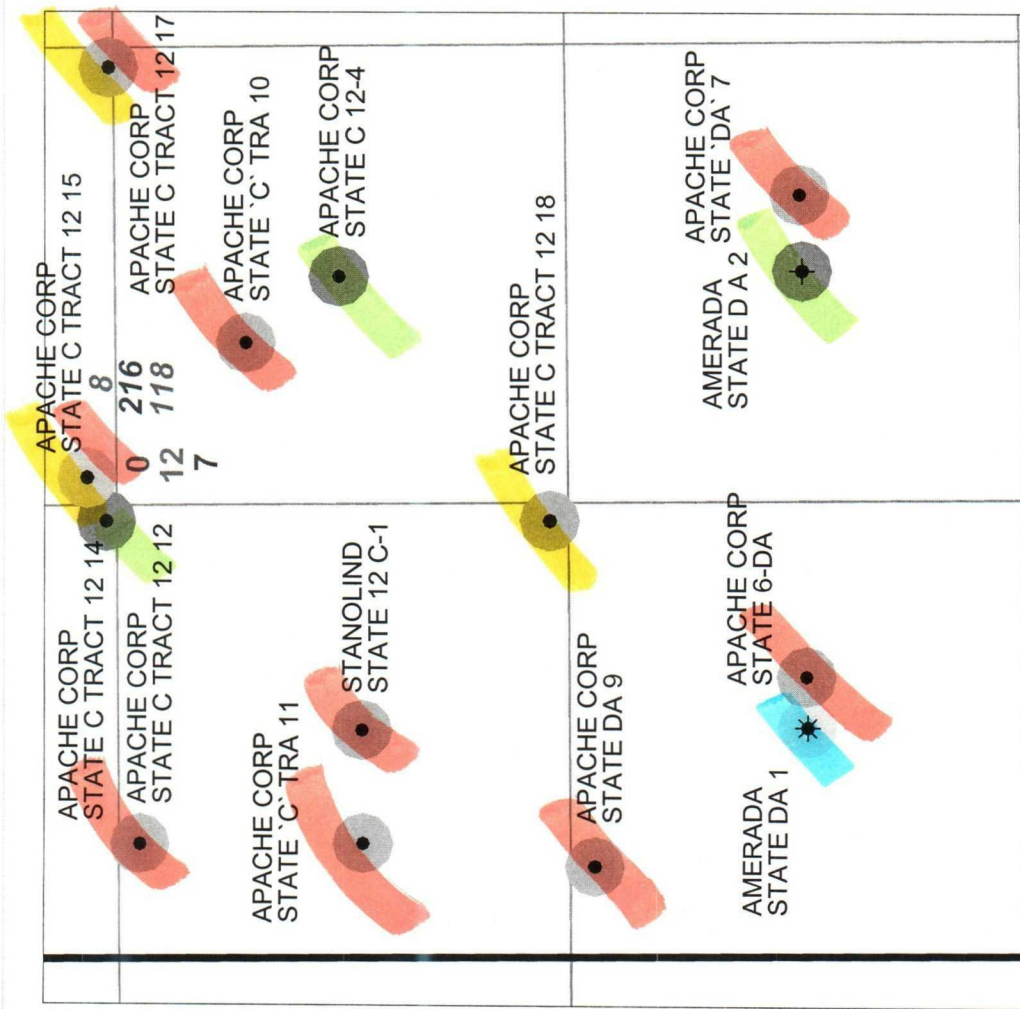 APACHE CORP
STATE C TRACT 12 14
APACHE CORP
STATE C TRACT 12 12
APACHE CORP
STATE C TRACT 12 15
8
216
118
0
12
7
APACHE CORP
STATE C TRACT 12 17
APACHE CORP
STATE `C` TRA 10
APACHE CORP
STATE C 12-4
APACHE CORP
STATE `C` TRA 11
STANOLIND
STATE 12 C-1
APACHE CORP
STATE C TRACT 12 18
APACHE CORP
STATE DA 9
APACHE CORP
STATE 6-DA
AMERADA
STATE DA 1
AMERADA
STATE D A 2
APACHE CORP
STATE `DA` 7